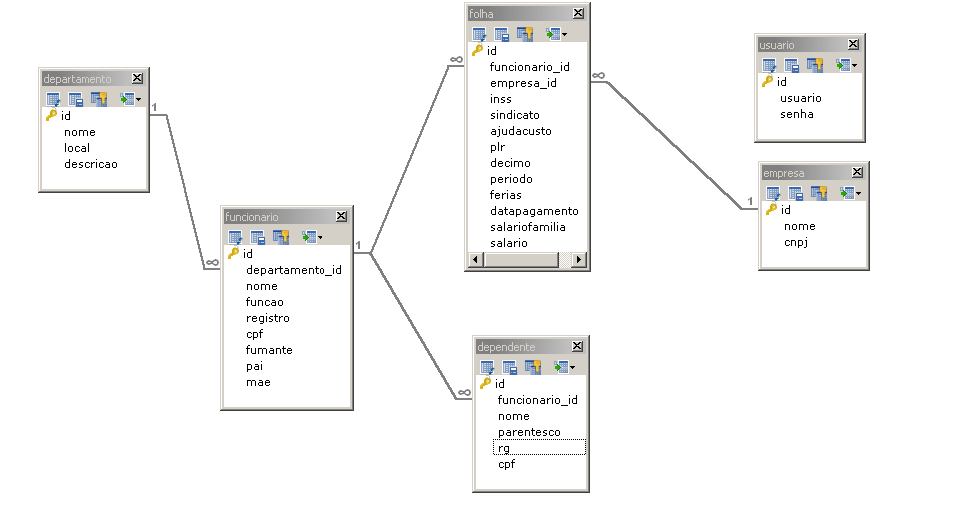 departamento
id
nome
local
descricao
1
∞
funcionario
id
departamento_id
nome
funcao
registro
cpf
fumante
pai
mae
1
∞
folha
id
funcionario_id
empresa_id
inss
sindicato
ajudacusto
plr
decimo
periodo
ferias
datapagamento
salariofamilia
salario
∞
1
∞
dependente
id
funcionario_id
nome
parentesco
rg
cpf
usuario
id
usuario
senha
empresa
id
nome
cnpj